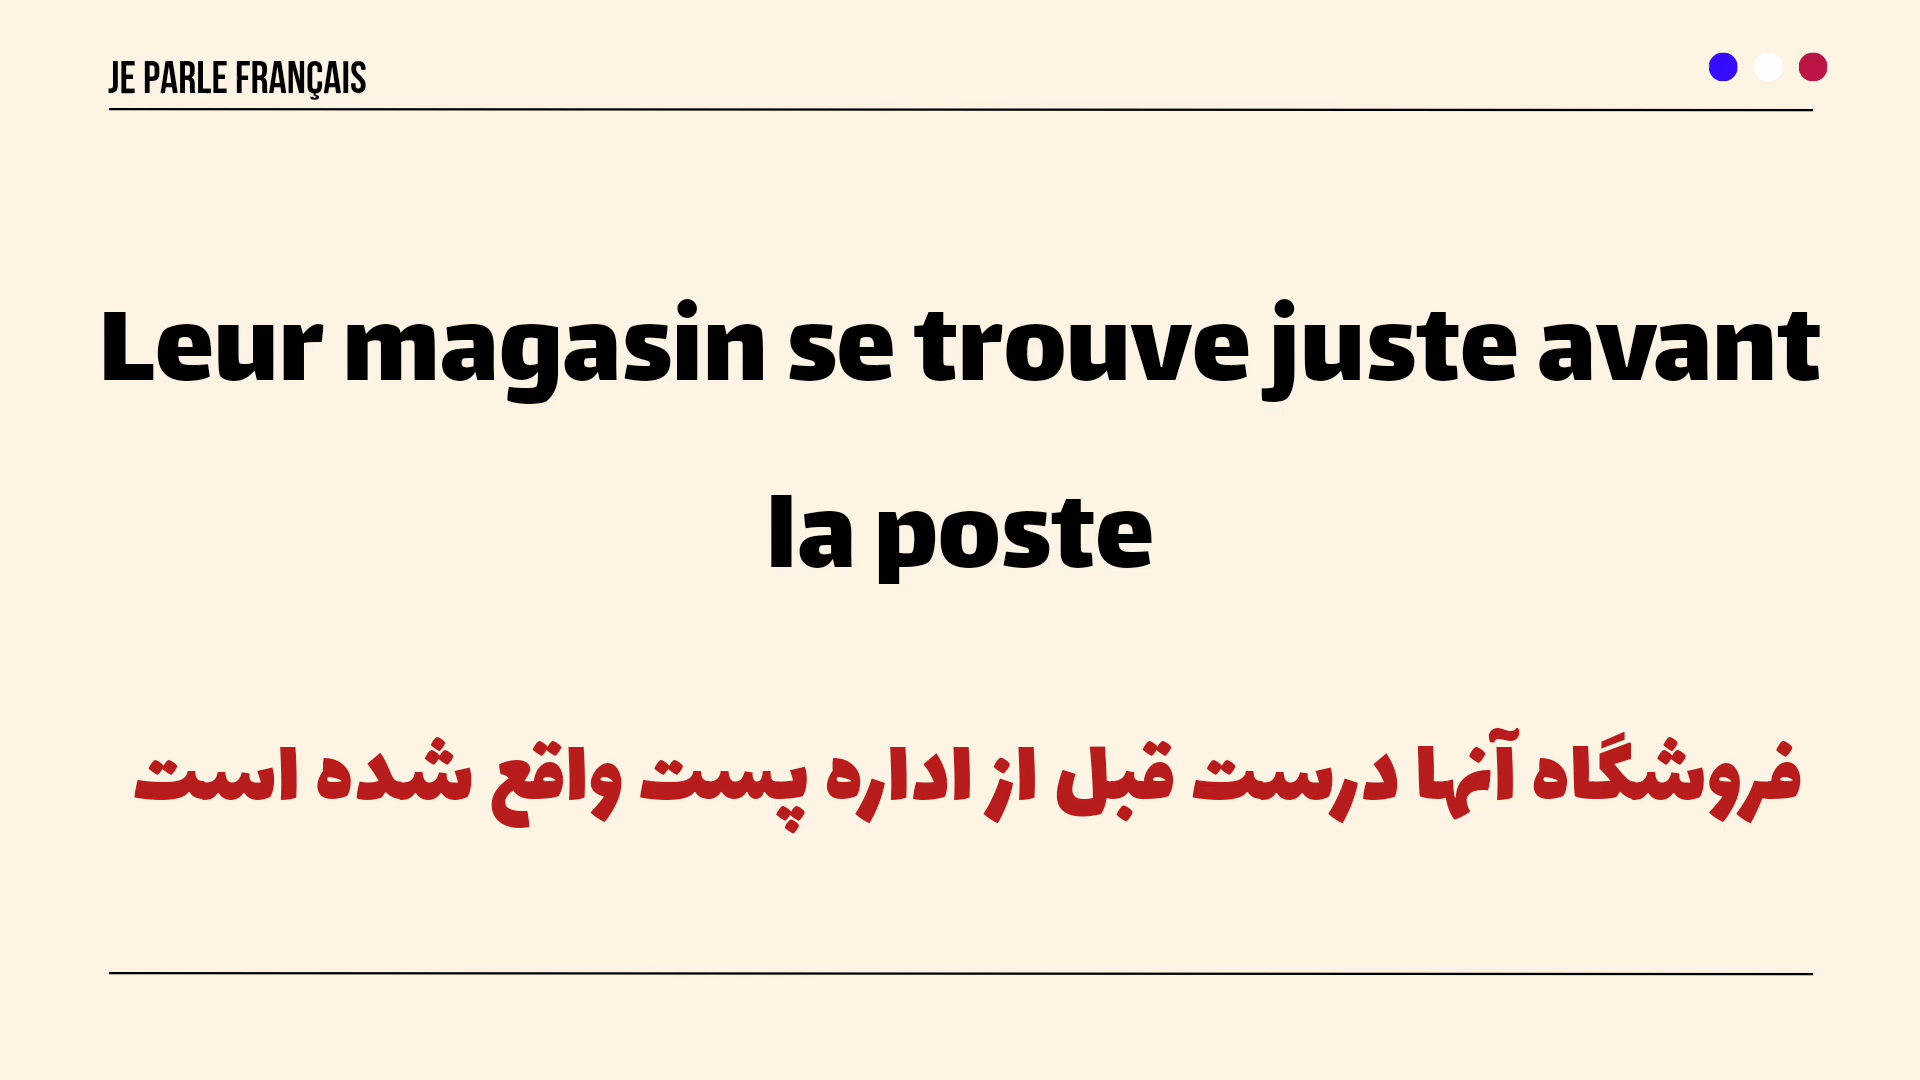 JE PARLE FRANÇAIS
Leur magasin se trouve juste avant
la poste
فروشگاه آنها درست قبل از اداره پست واقع شده است